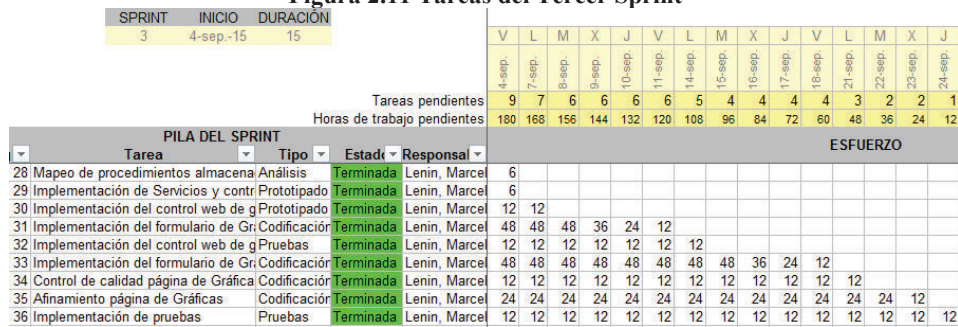 Figura 2.11 Tareas del Tercer Sprint
SPRINT INICIO DURACIÓN
3 4-sep.-15 15
V L M X J V L M X J V L M X J
4-sep. 7-sep. 8-sep. 9-sep. 10-sep. 11-sep. 14-sep. 15-sep. 16-sep. 17-sep. 18-sep. 21-sep. 22-sep. 23-sep. 24-sep.
Tareas pendientes 9 7 6 6 6 6 5 4 4 4 4 3 2 2 1
Horas de trabajo pendientes 180 168 156 144 132 120 108 96 84 72 60 48 36 24 12
PILA DEL SPRINT ESFUERZO
Tarea Tipo Estado Responsal
28 Mapeo de procedimientos almacena Análisis Terminada Lenin, Marcel 6
29 Implementación de Servicios y contr Prototipado Terminada Lenin, Marcel 6
30 Implementación del control web de g Prototipado Terminada Lenin, Marcel 12 12
31 Implementación del formulario de Gr Codificación Terminada Lenin, Marcel 48 48 48 36 24 12
32 Implementación del control web de g Pruebas Terminada Lenin, Marcel 12 12 12 12 12 12 12
33 Implementación del formulario de Gr Codificación Terminada Lenin, Marcel 48 48 48 48 48 48 48 48 36 24 12
34 Control de calidad página de Gráfica Codificación Terminada Lenin, Marcel 12 12 12 12 12 12 12 12 12 12 12 12
35 Afinamiento página de Gráficas Codificación Terminada Lenin, Marcel 24 24 24 24 24 24 24 24 24 24 24 24 24 12
36 Implementación de pruebas Pruebas Terminada Lenin, Marcel 12 12 12 12 12 12 12 12 12 12 12 12 12 12 12